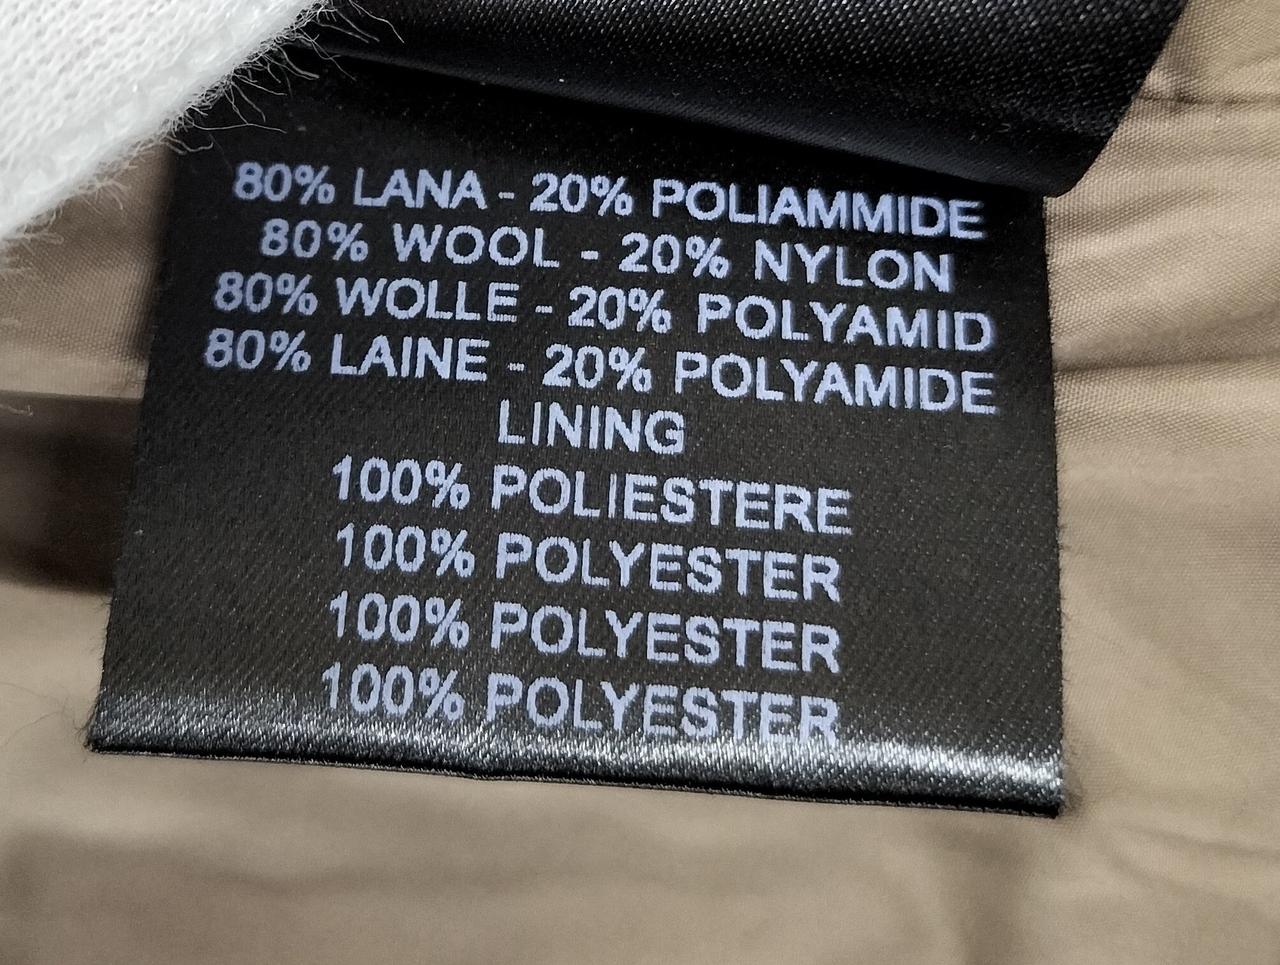 80% LANA - 20% POLIAMMIDE
80% WOOL - 20% NYLON
80% WOLLE - 20% POLYAMID
80% LAINE - 20% POLYAMIDE
LINING
100% POLIESTERE
100% POLYESTER
100% POLYESTER
100% POLYESTER